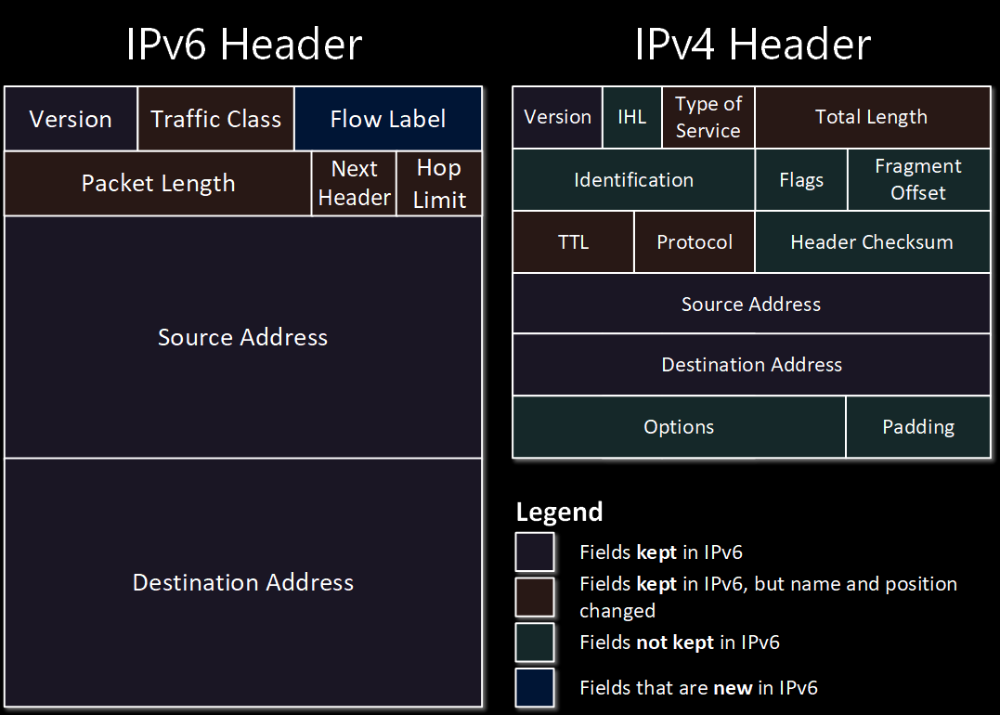 IPv6 Header
Version
Traffic Class
Flow Label
Packet Length
Next
Header
Hop
Limit
Source Address
Destination Address
IPv4 Header
Version
IHL
Type of
Service
Total Length
Identification
Flags
Fragment
Offset
TTL
Protocol
Header Checksum
Source Address
Destination Address
Options
Padding
Legend
Fields kept in IPv6
Fields kept in IPv6, but name and position
changed
Fields not kept in IPv6
Fields that are new in IPv6